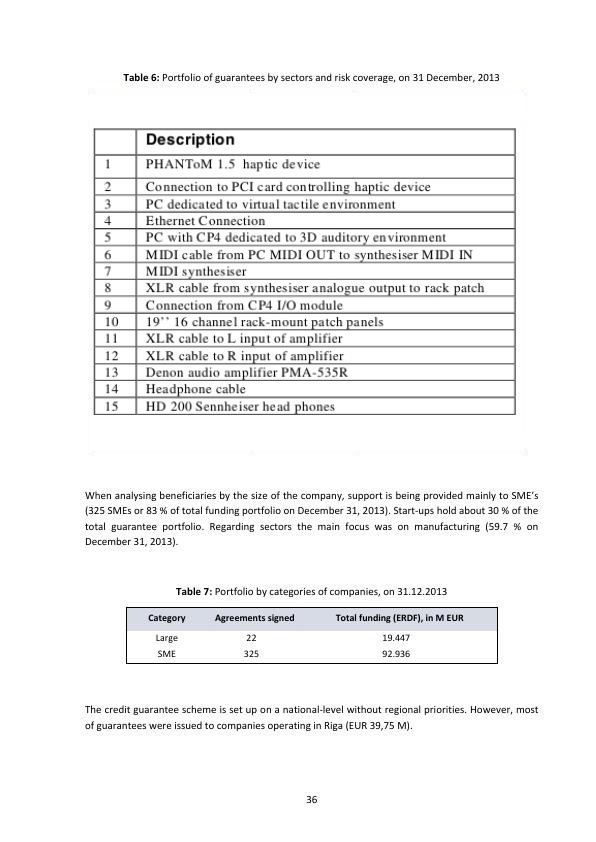 Table 6: Portfolio of guarantees by sectors and risk coverage, on 31 December, 2013
Description
1 PHANToM 1.5 haptic device
2 Connection to PCI card controlling haptic device
3 PC dedicated to virtual tactile environment
4 Ethernet Connection
5 PC with CP4 dedicated to 3D auditory environment
6 MIDI cable from PC MIDI OUT to synthesiser MIDI IN
7 MIDI synthesiser
8 XLR cable from synthesiser analogue output to rack patch
9 Connection from CP4 I/O module
10 19’’ 16 channel rack-mount patch panels
11 XLR cable to L input of amplifier
12 XLR cable to R input of amplifier
13 Denon audio amplifier PMA-535R
14 Headphone cable
15 HD 200 Sennheiser head phones
When analysing beneficiaries by the size of the company, support is being provided mainly to SME’s
(325 SMEs or 83 % of total funding portfolio on December 31, 2013). Start-ups hold about 30 % of the
total guarantee portfolio. Regarding sectors the main focus was on manufacturing (59.7 % on
December 31, 2013).
Table 7: Portfolio by categories of companies, on 31.12.2013
Category Agreements signed Total funding (ERDF), in M EUR
Large 22 19.447
SME 325 92.936
The credit guarantee scheme is set up on a national-level without regional priorities. However, most
of guarantees were issued to companies operating in Riga (EUR 39,75 M).
36